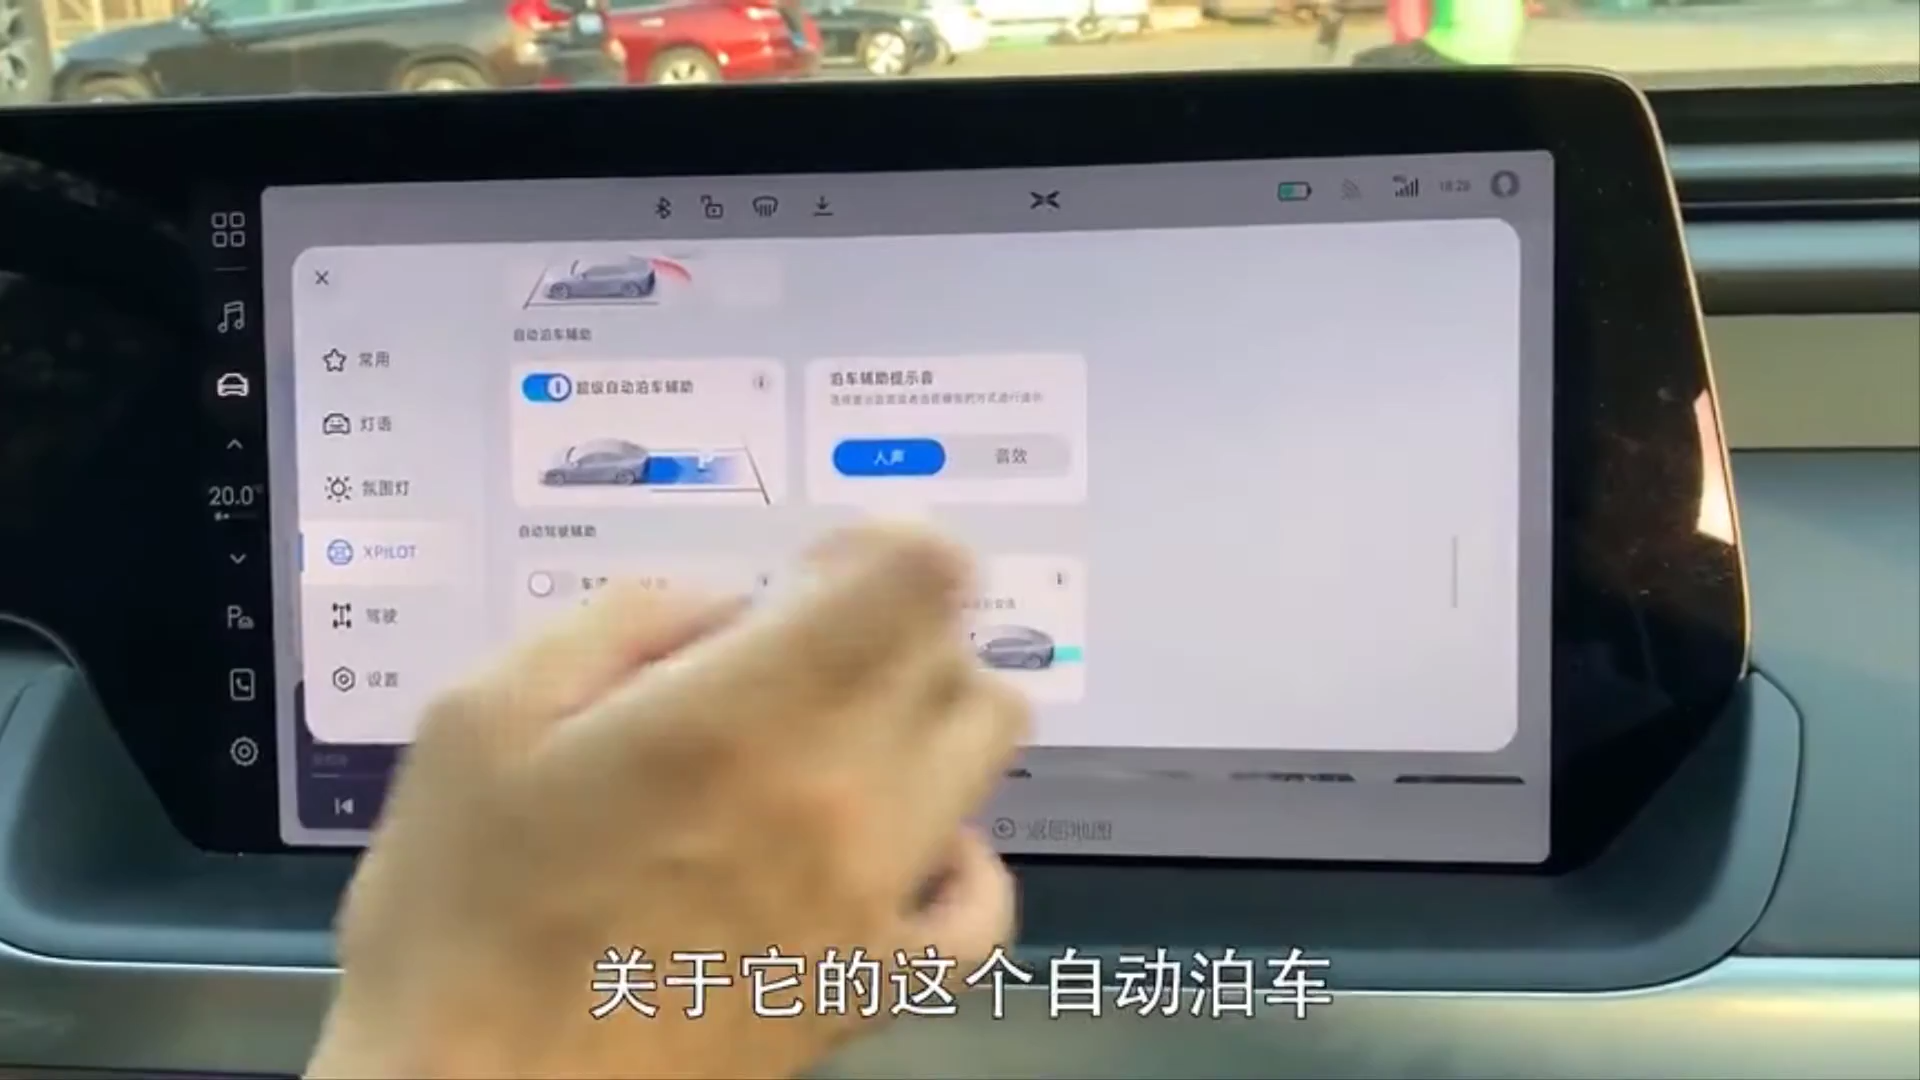 18:28
自动泊车辅助
常用
超级自动泊车辅助
泊车辅助提示音
灯语
人声
音效
氛围灯
20.0°
自动驾驶辅助
XPILOT
驾驶
设置
返回地图
关于它的这个自动泊车